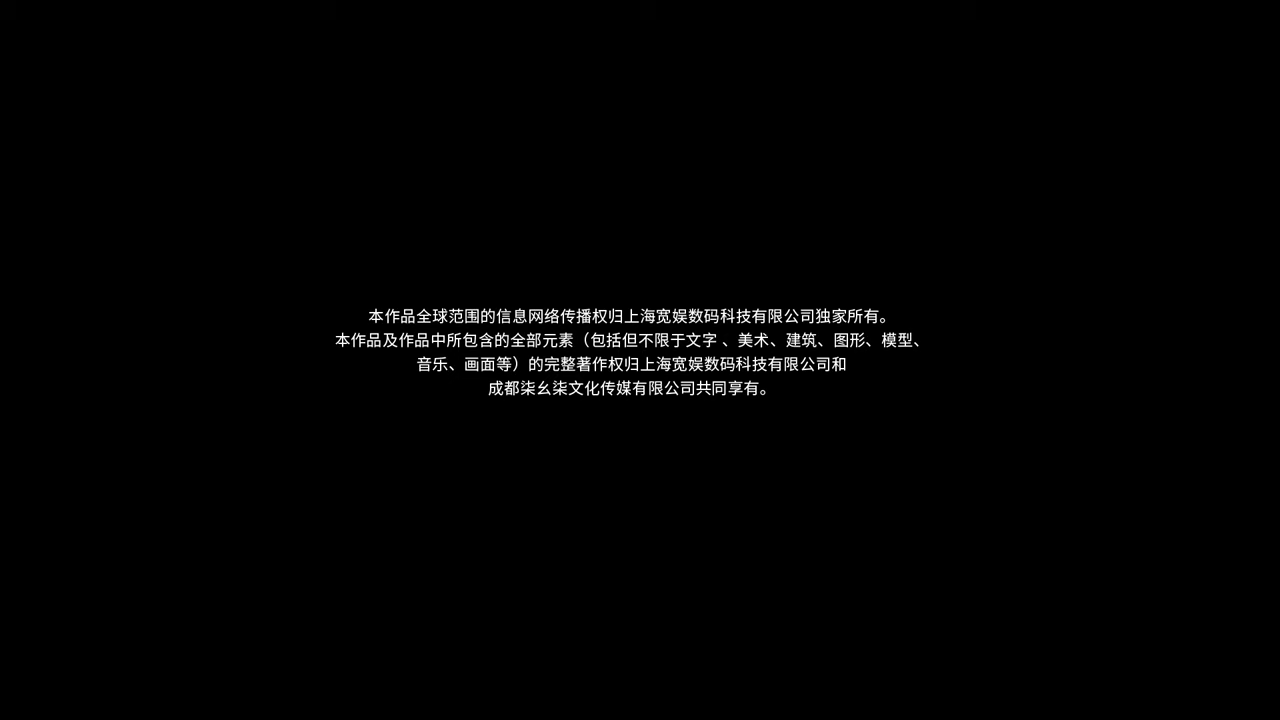 本作品全球范围的信息网络传播权归上海宽娱数码科技有限公司独家所有。
本作品及作品中所包含的全部元素（包括但不限于文字 、美术、建筑、图形、模型、
音乐、画面等）的完整著作权归上海宽娱数码科技有限公司和
成都柒幺柒文化传媒有限公司共同享有。